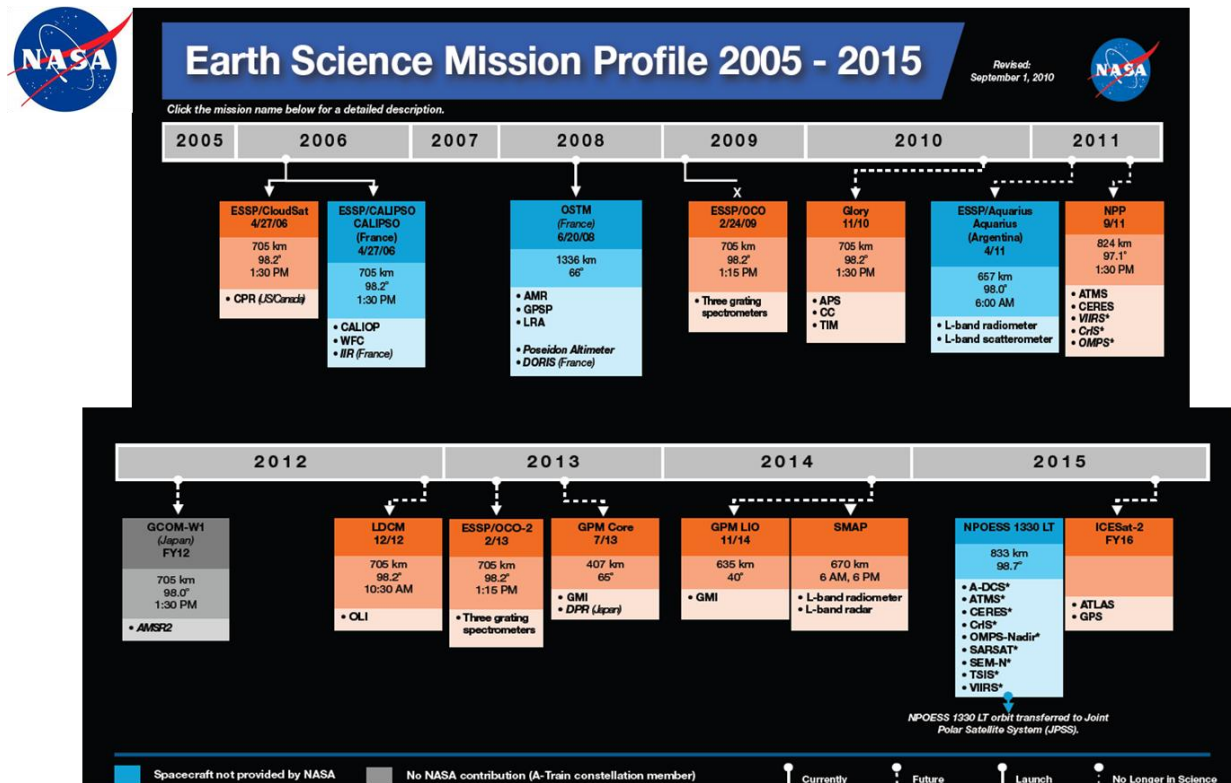 NASA
Earth Science Mission Profile 2005 - 2015
Revised:
September 1, 2010
NASA
Click the mission name below for a detailed description.
2005 2006 2007 2008 2009 2010 2011
ESSP/CloudSat
4/27/06
705 km
98.2°
1:30 PM
• CPR (US/Canada)
ESSP/CALIPSO
CALIPSO
(France)
4/27/06
705 km
98.2°
1:30 PM
• CALIOP
• WFC
• IIR (France)
OSTM
(France)
6/20/08
1336 km
66°
• AMR
• GPSP
• LRA
• Poseidon Altimeter
• DORIS (France)
X
ESSP/OCO
2/24/09
705 km
98.2°
1:15 PM
• Three grating
spectrometers
Glory
11/10
705 km
98.2°
1:30 PM
• APS
• CC
• TIM
ESSP/Aquarius
Aquarius
(Argentina)
4/11
657 km
98.0°
6:00 AM
• L-band radiometer
• L-band scatterometer
NPP
9/11
824 km
97.1°
1:30 PM
• ATMS
• CERES
• VIIRS*
• CrIS*
• OMPS*
2012 2013 2014 2015
GCOM-W1
(Japan)
FY12
705 km
98.0°
1:30 PM
• AMSR2
LDCM
12/12
705 km
98.2°
10:30 AM
• OLI
ESSP/OCO-2
2/13
705 km
98.2°
1:15 PM
• Three grating
spectrometers
GPM Core
7/13
407 km
65°
• GMI
• DPR (Japan)
GPM LIO
11/14
635 km
40°
• GMI
SMAP
670 km
6 AM, 6 PM
• L-band radiometer
• L-band radar
NPOESS 1330 LT
833 km
98.7°
• A-DCS*
• ATMS*
• CERES*
• CrIS*
• OMPS-Nadir*
• SARSAT*
• SEM-N*
• TSIS*
• VIIRS*
NPOESS 1330 LT orbit transferred to Joint
Polar Satellite System (JPSS).
ICESat-2
FY16
• ATLAS
• GPS
Spacecraft not provided by NASA
No NASA contribution (A-Train constellation member)
Currently
Future
Launch
No Longer in Science